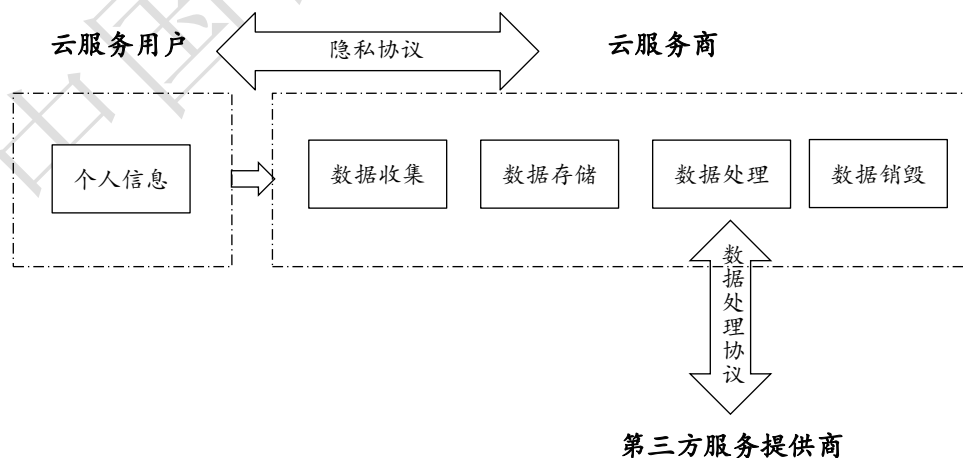 云服务用户
隐私协议
云服务商
个人信息
数据收集
数据存储
数据处理
数据销毁
数据处理协议
第三方服务提供商
中国